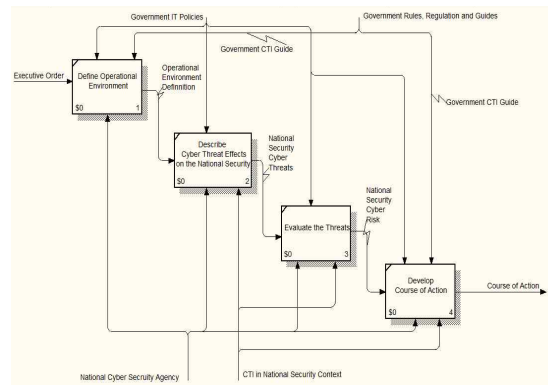 Government IT Policies
Government Rules, Regulation and Guides
Government CTI Guide
Executive Order
Define Operational
Environment
$0
1
Operational
Environment
Definition
Government CTI Guide
Describe
Cyber Threat Effects
on the National Security
$0
2
National
Security
Cyber
Threats
Evaluate the Threats
$0
3
National
Security
Cyber
Risk
Develop
Course of Action
$0
4
Course of Action
National Cyber Secruity Agency
CTI in National Security Context